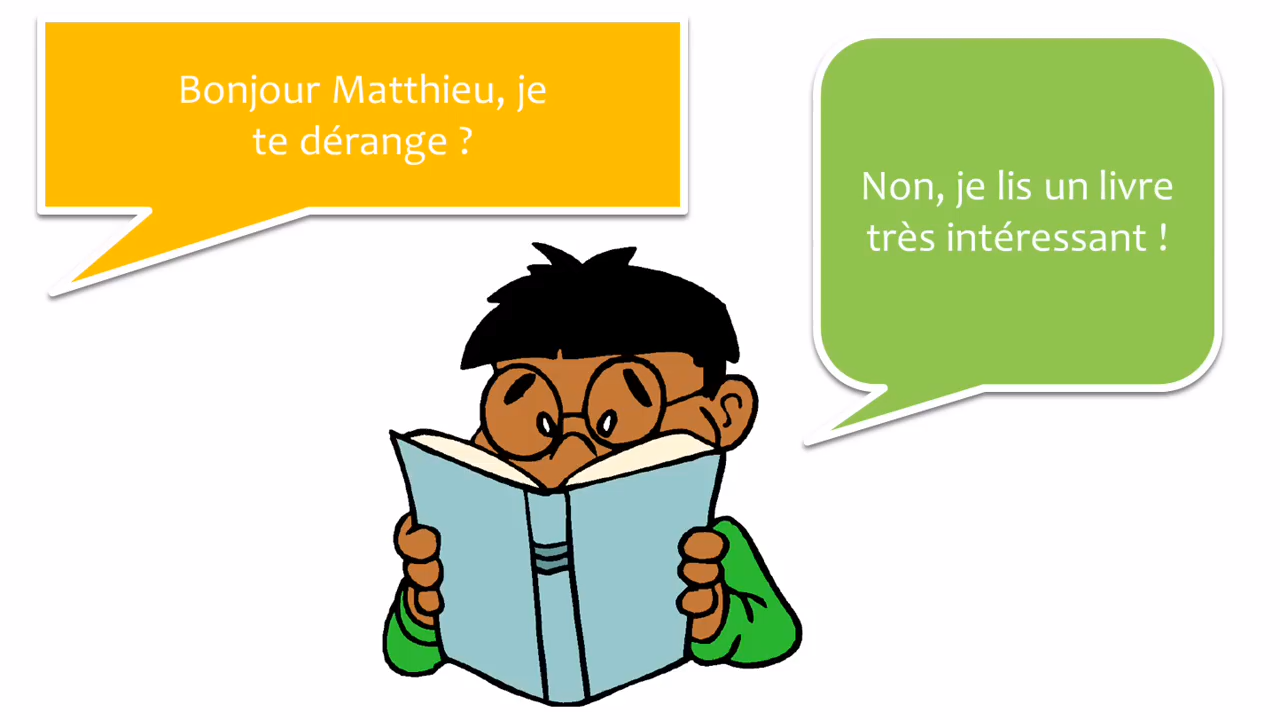 Bonjour Matthieu, je
te dérange ?
Non, je lis un livre
très intéressant !